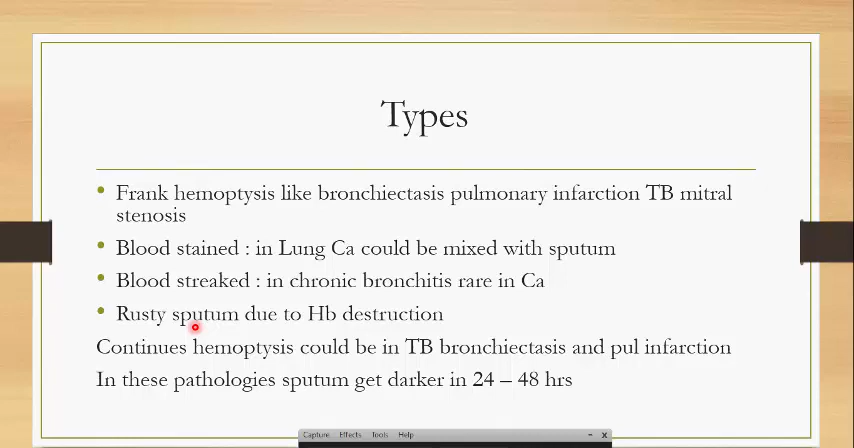 Types
• Frank hemoptysis like bronchiectasis pulmonary infarction TB mitral
stenosis
• Blood stained : in Lung Ca could be mixed with sputum
• Blood streaked : in chronic bronchitis rare in Ca
• Rusty sputum due to Hb destruction
Continues hemoptysis could be in TB bronchiectasis and pul infarction
In these pathologies sputum get darker in 24 – 48 hrs
Capture Effects Tools Help